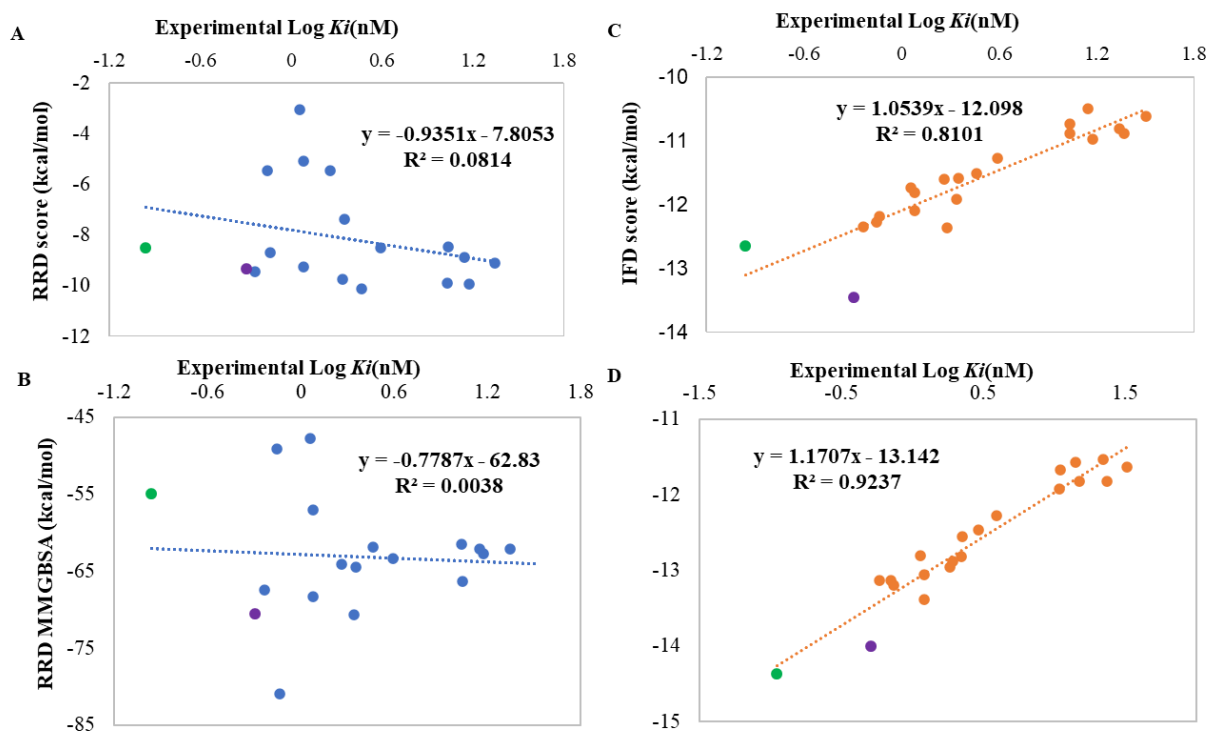 A
Experimental Log Ki(nM)
-1.2 -0.6 0 0.6 1.2 1.8
-2
-4
-6
-8
-10
-12
RRD score (kcal/mol)
y = -0.9351x - 7.8053
R² = 0.0814
C
Experimental Log Ki(nM)
-1.2 -0.6 0 0.6 1.2 1.8
-10
-11
-12
-13
-14
IFD score (kcal/mol)
y = 1.0539x - 12.098
R² = 0.8101
B
Experimental Log Ki(nM)
-1.2 -0.6 0 0.6 1.2 1.8
-45
-55
-65
-75
-85
RRD MMGBSA (kcal/mol)
y = -0.7787x - 62.83
R² = 0.0038
D
Experimental Log Ki(nM)
-1.5 -0.5 0.5 1.5
-11
-12
-13
-14
-15
y = 1.1707x - 13.142
R² = 0.9237